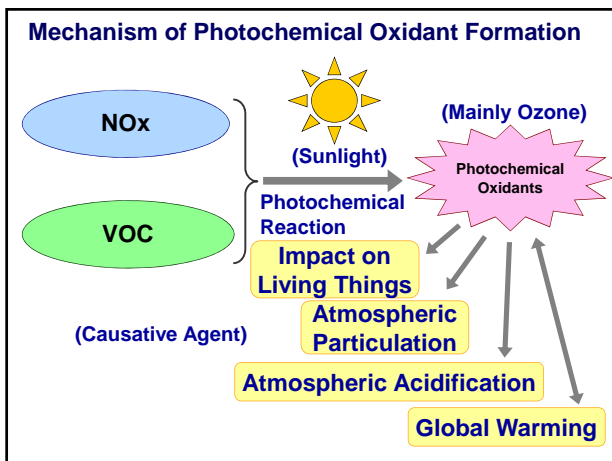 Mechanism of Photochemical Oxidant Formation
NOx
(Sunlight)
(Mainly Ozone)
Photochemical
Oxidants
Photochemical
Reaction
VOC
Impact on
Living Things
(Causative Agent)
Atmospheric
Particulation
Atmospheric Acidification
Global Warming